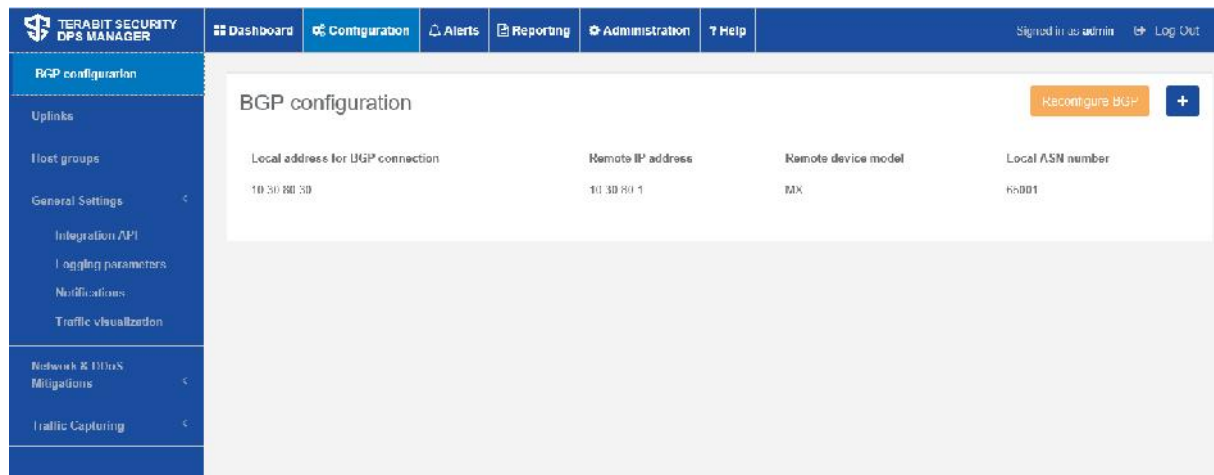 TERABIT SECURITY
DPS MANAGER
Dashboard
Configuration
Alerts
Reporting
Administration
? Help
Signed in as admin
Log Out
BGP configuration
Uplinks
Host groups
General Settings
Integration API
Logging parameters
Notifications
Traffic visualization
Network & DDoS
Mitigations
Traffic Capturing
BGP configuration
Reconfigure BGP
+
Local address for BGP connection
Remote IP address
Remote device model
Local ASN number
10.30.80.30
10.30.80.1
MX
65001